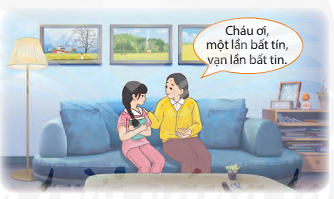 Cháu ơi,
một lần bất tín,
vạn lần bất tin.